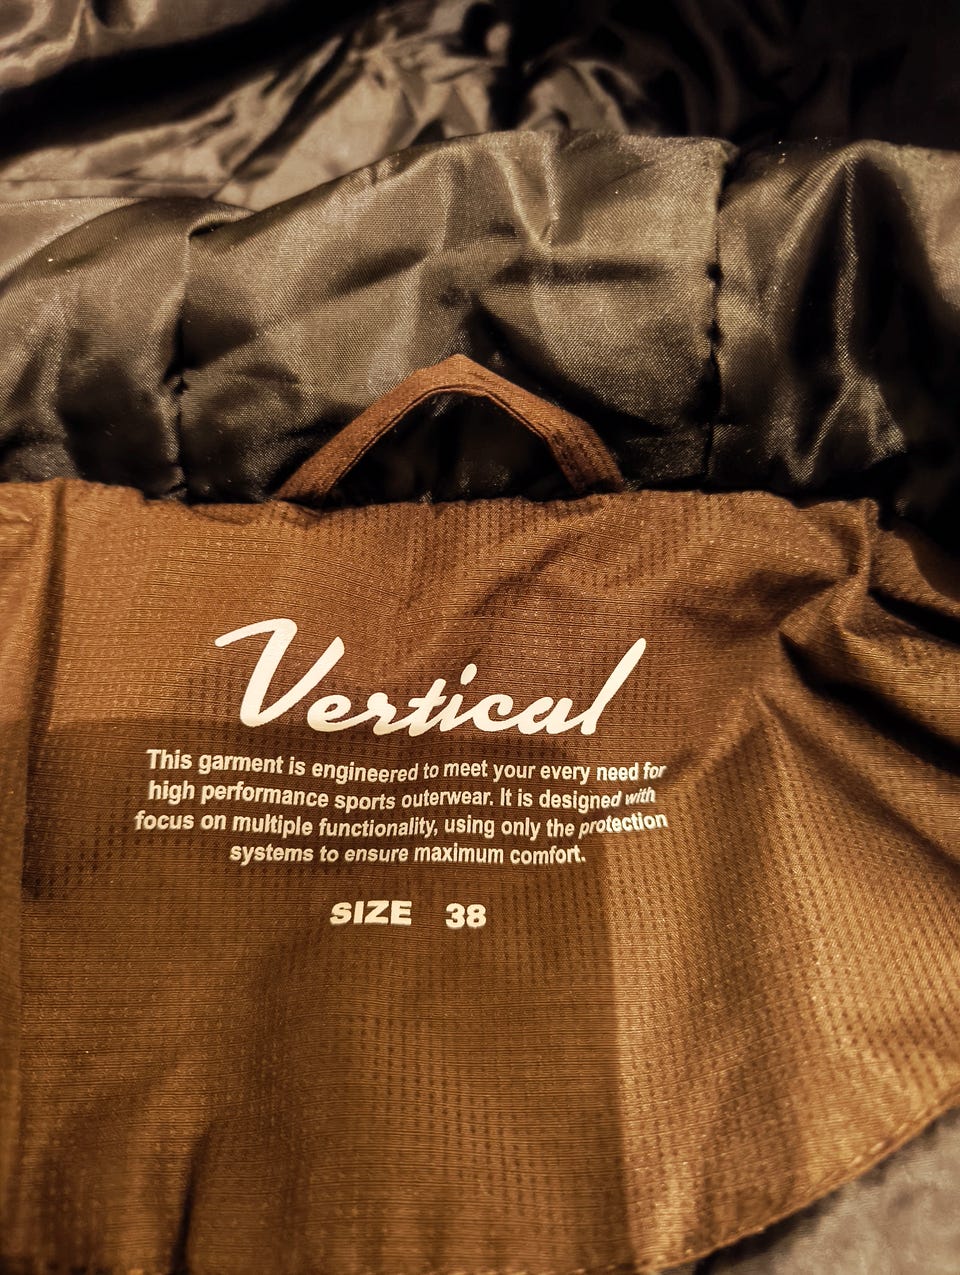 Vertical
This garment is engineered to meet your every need for
high performance sports outerwear. It is designed with
focus on multiple functionality, using only the protection
systems to ensure maximum comfort.
SIZE 38